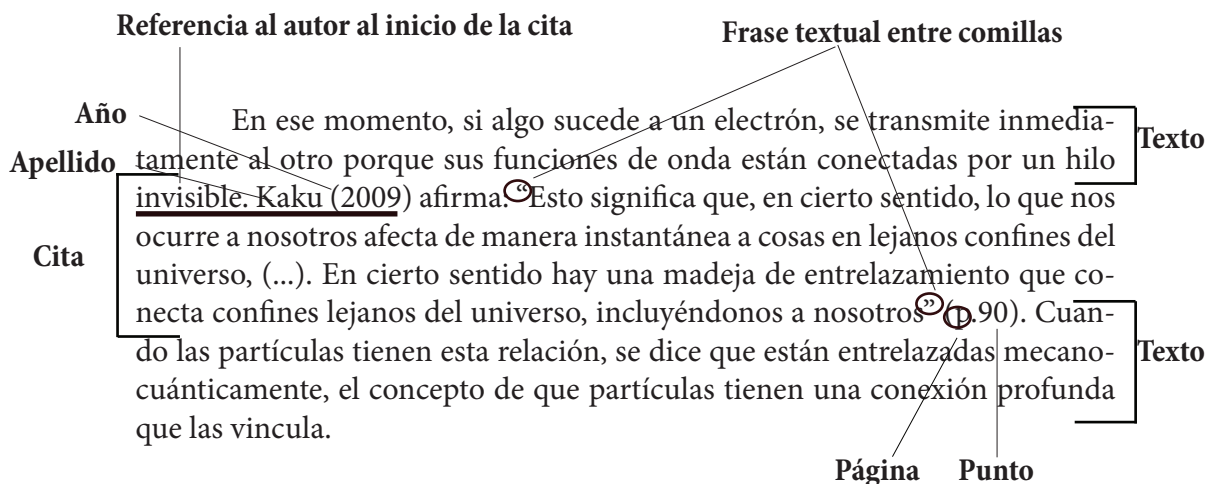 Referencia al autor al inicio de la cita
Frase textual entre comillas
Año
Apellido
Cita
En ese momento, si algo sucede a un electrón, se transmite inmedia-
tamente al otro porque sus funciones de onda están conectadas por un hilo
invisible. Kaku (2009) afirma: “Esto significa que, en cierto sentido, lo que nos
ocurre a nosotros afecta de manera instantánea a cosas en lejanos confines del
universo, (...). En cierto sentido hay una madeja de entrelazamiento que co-
necta confines lejanos del universo, incluyéndonos a nosotros” (p.90). Cuan-
do las partículas tienen esta relación, se dice que están entrelazadas mecano-
cuánticamente, el concepto de que partículas tienen una conexión profunda
que las vincula.
Texto
Texto
Página
Punto